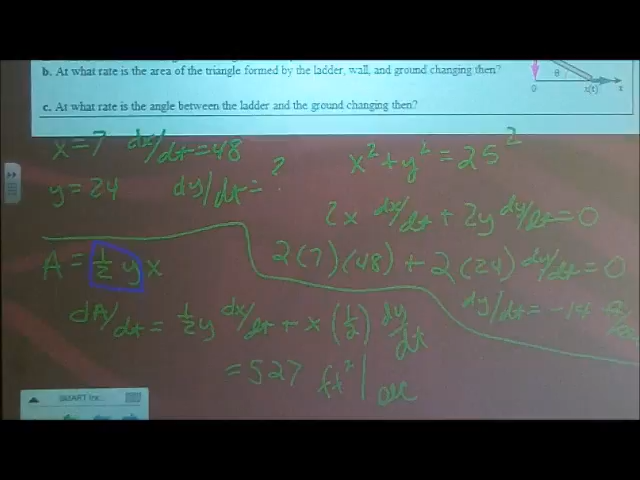 b. At what rate is the area of the triangle formed by the ladder, wall, and ground changing then?
θ
0 x(t) x
c. At what rate is the angle between the ladder and the ground changing then?
x = 7 dx/dt = 48
y = 24 dy/dt = ?
x² + y² = 25²
2x dx/dt + 2y dy/dt = 0
2(7)(48) + 2(24) dy/dt = 0
dy/dt = -14
A = 1/2 y x
dA/dt = 1/2 y dx/dt + x (1/2) dy/dt
= 527 ft²/sec
SMART Inc.